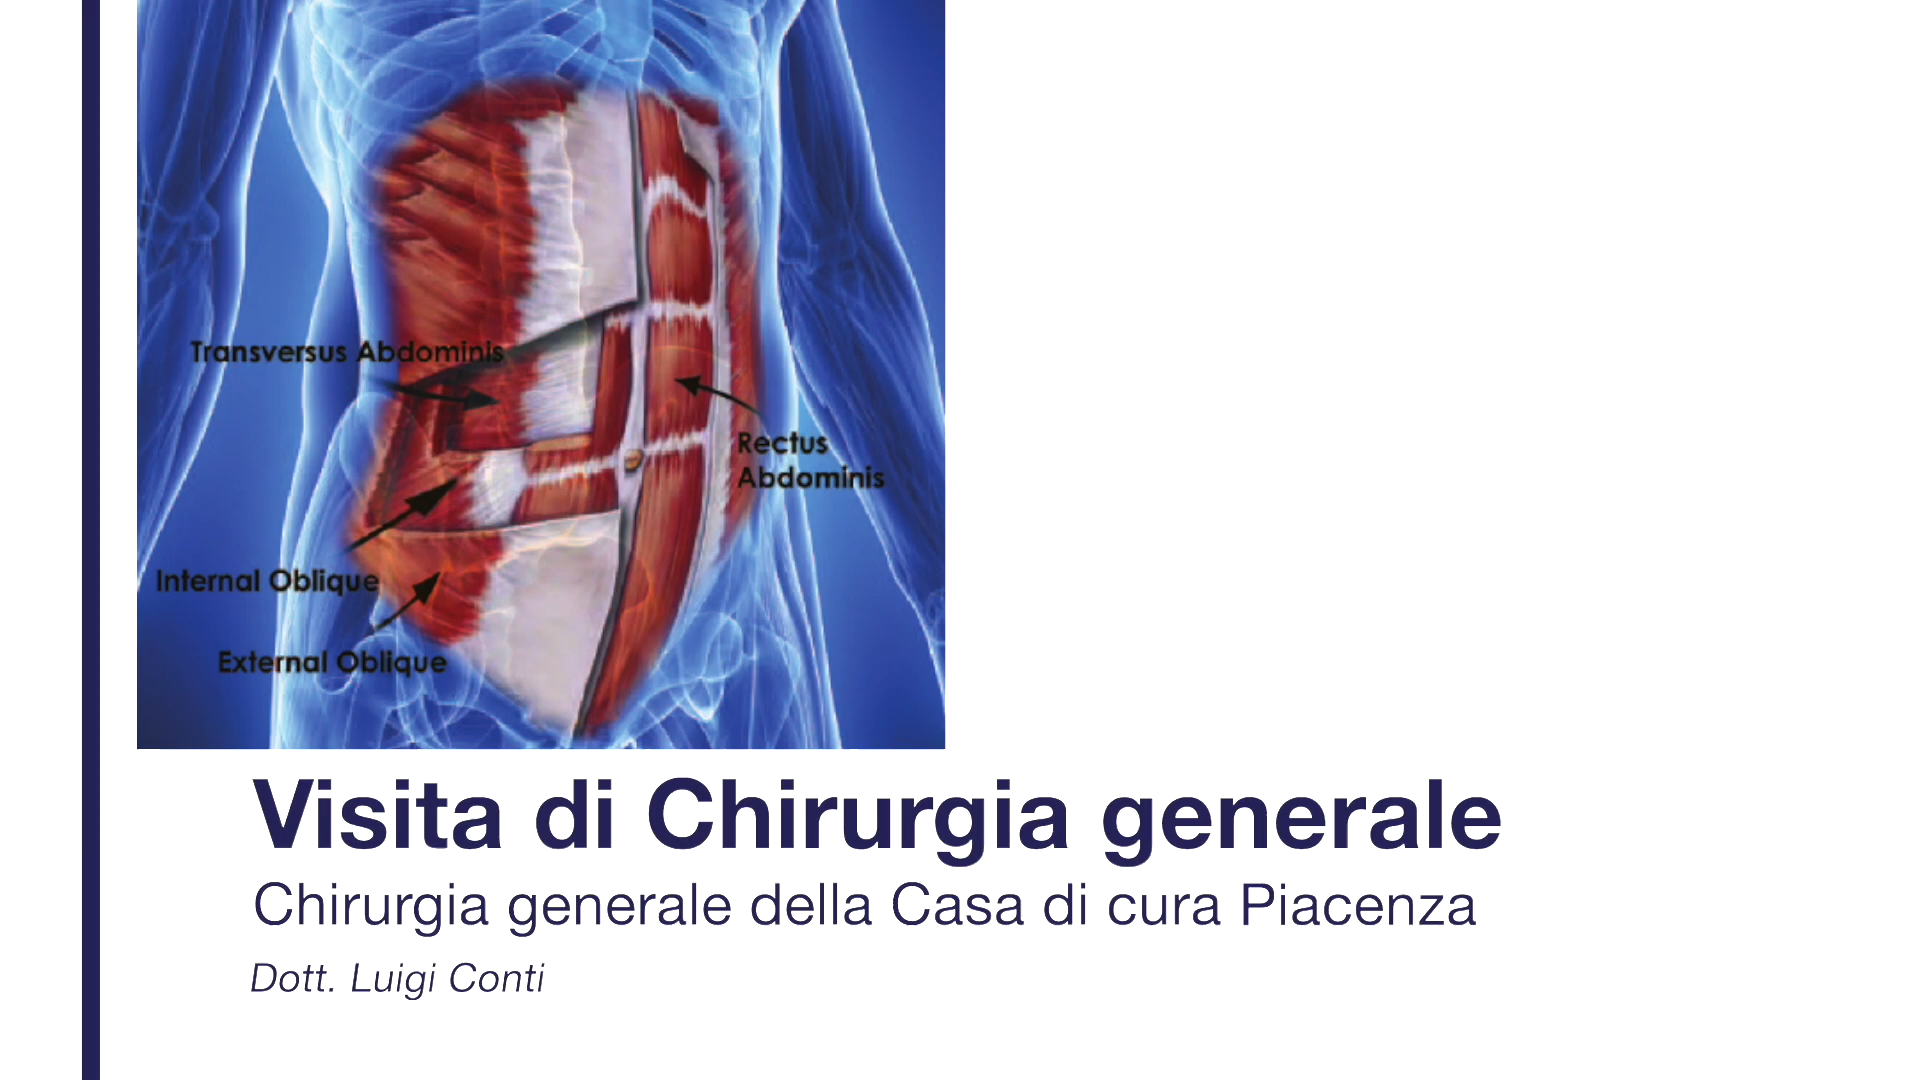 Transversus Abdominis
Rectus
Abdominis
Internal Oblique
External Oblique
Visita di Chirurgia generale
Chirurgia generale della Casa di cura Piacenza
Dott. Luigi Conti